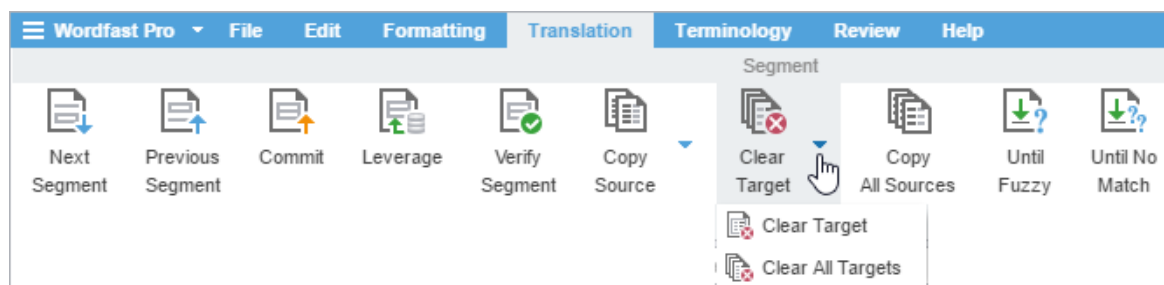 Wordfast Pro File Edit Formatting Translation Terminology Review Help
Segment
Next Previous Commit Leverage Verify Copy Clear Copy Until Until No
Segment Segment Segment Source Target All Sources Fuzzy Match
Clear Target
Clear All Targets